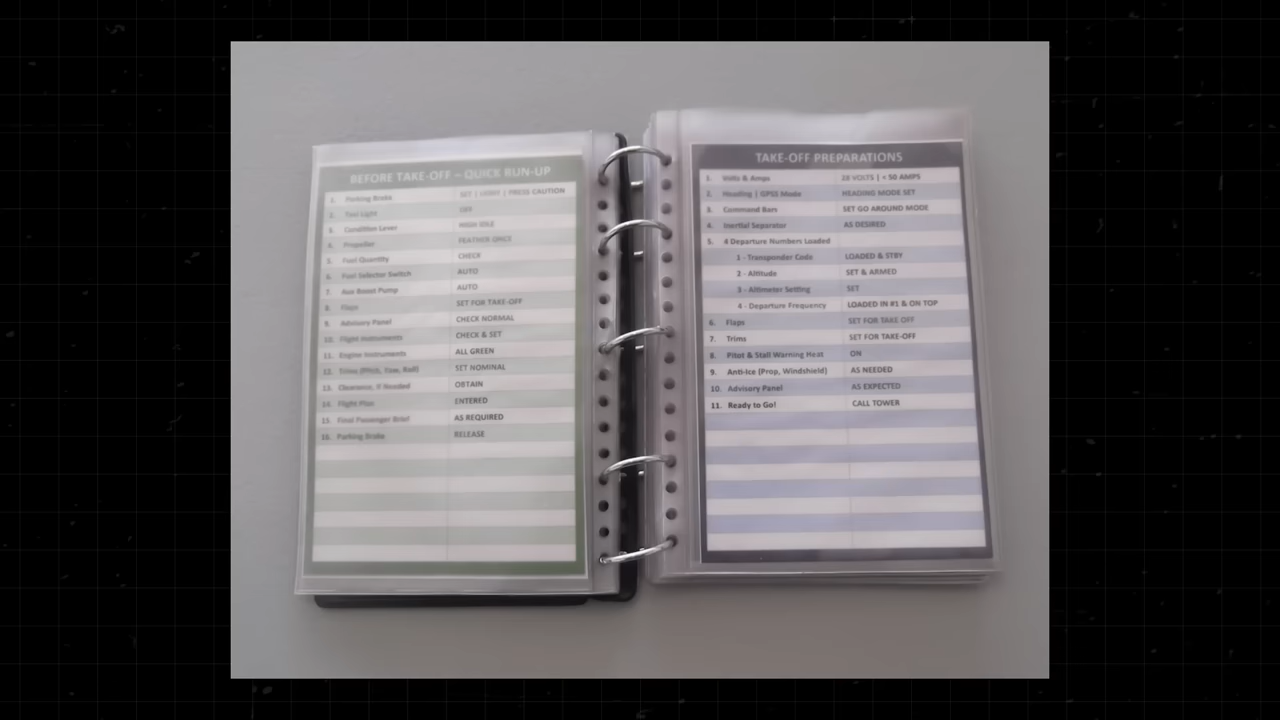 BEFORE TAKE-OFF – QUICK RUN-UP
1. Parking Brake SET | LIGHT | PRESS CAUTION
2. Taxi Light OFF
3. Condition Lever HIGH IDLE
4. Propeller FEATHER ONCE
5. Fuel Quantity CHECK
6. Fuel Selector Switch AUTO
7. Aux Boost Pump AUTO
8. Flaps SET FOR TAKE-OFF
9. Advisory Panel CHECK NORMAL
10. Flight Instruments CHECK & SET
11. Engine Instruments ALL GREEN
12. Trims (Pitch, Yaw, Roll) SET NOMINAL
13. Clearance, If Needed OBTAIN
14. Flight Plan ENTERED
15. Final Passenger Brief AS REQUIRED
16. Parking Brake RELEASE
TAKE-OFF PREPARATIONS
1. Volts & Amps 28 VOLTS | < 50 AMPS
2. Heading | GPSS Mode HEADING MODE SET
3. Command Bars SET GO AROUND MODE
4. Inertial Separator AS DESIRED
5. 4 Departure Numbers Loaded
1 - Transponder Code LOADED & STBY
2 - Altitude SET & ARMED
3 - Altimeter Setting SET
4 - Departure Frequency LOADED IN #1 & ON TOP
6. Flaps SET FOR TAKE OFF
7. Trims SET FOR TAKE-OFF
8. Pitot & Stall Warning Heat ON
9. Anti-Ice (Prop, Windshield) AS NEEDED
10. Advisory Panel AS EXPECTED
11. Ready to Go! CALL TOWER